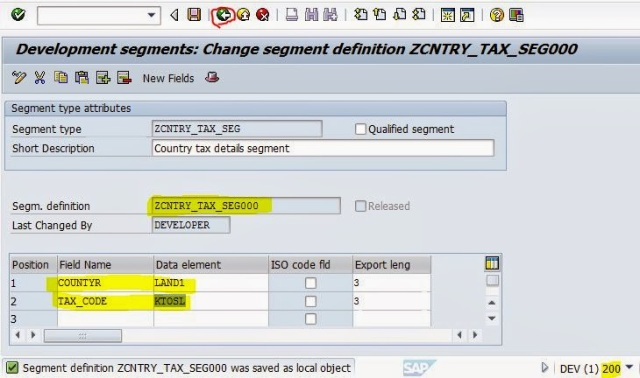 Development segments: Change segment definition ZCNTRY_TAX_SEG000
New Fields
Segment type attributes
Segment type ZCNTRY_TAX_SEG Qualified segment
Short Description Country tax details segment
Segm. definition ZCNTRY_TAX_SEG000 Released
Last Changed By DEVELOPER
Position Field Name Data element ISO code fld Export leng
1 COUNTYR LAND1 3
2 TAX_CODE KTOSL 3
3
Segment definition ZCNTRY_TAX_SEG000 was saved as local object SAP DEV (1) 200